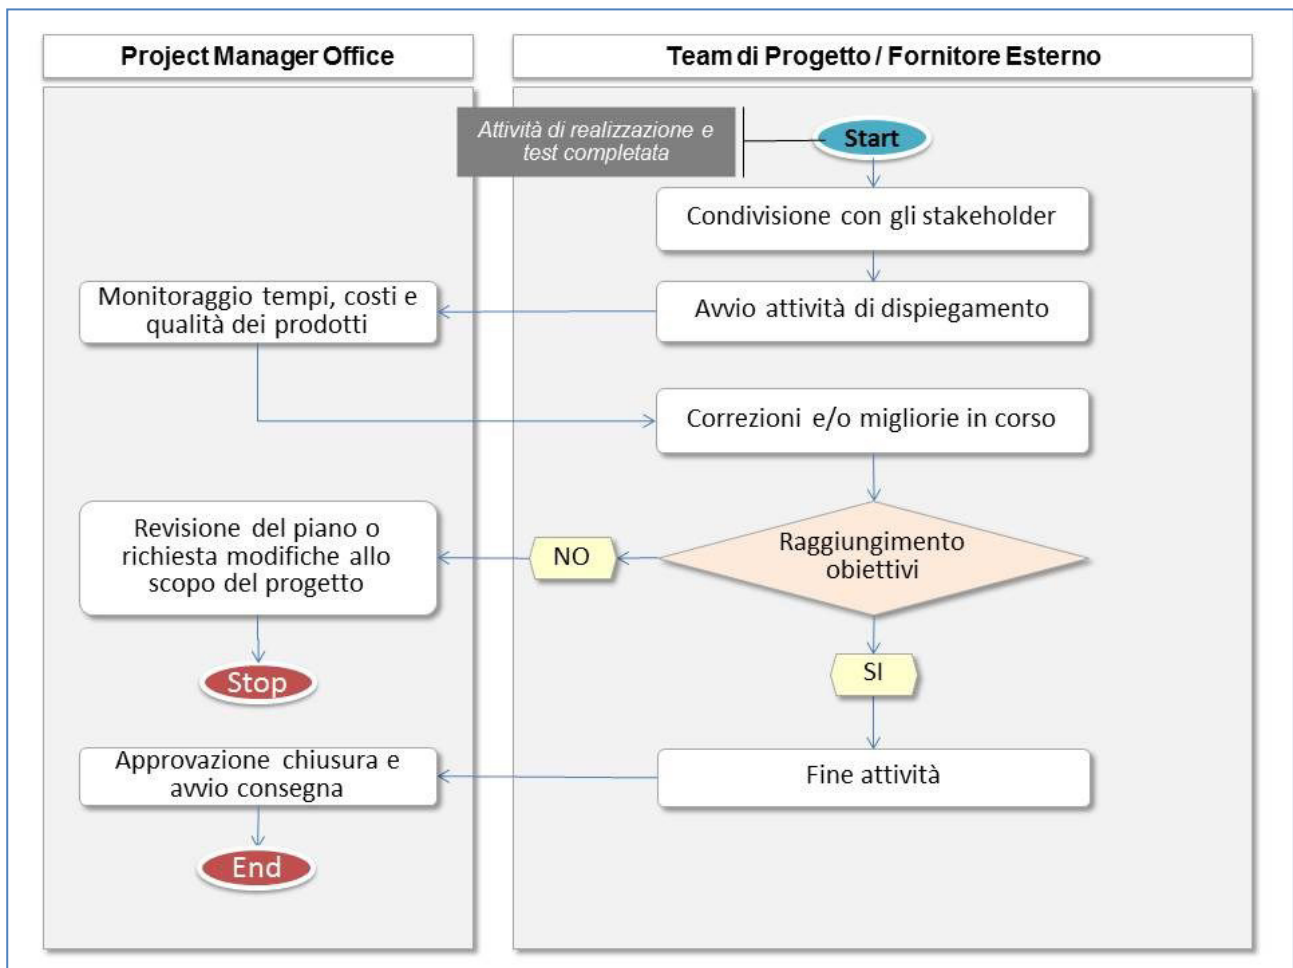 Project Manager Office
Team di Progetto / Fornitore Esterno
Attività di realizzazione e
test completata
Start
Condivisione con gli stakeholder
Monitoraggio tempi, costi e
qualità dei prodotti
Avvio attività di dispiegamento
Correzioni e/o migliorie in corso
Revisione del piano o
richiesta modifiche allo
scopo del progetto
NO
Raggiungimento
obiettivi
Stop
SI
Approvazione chiusura e
avvio consegna
Fine attività
End